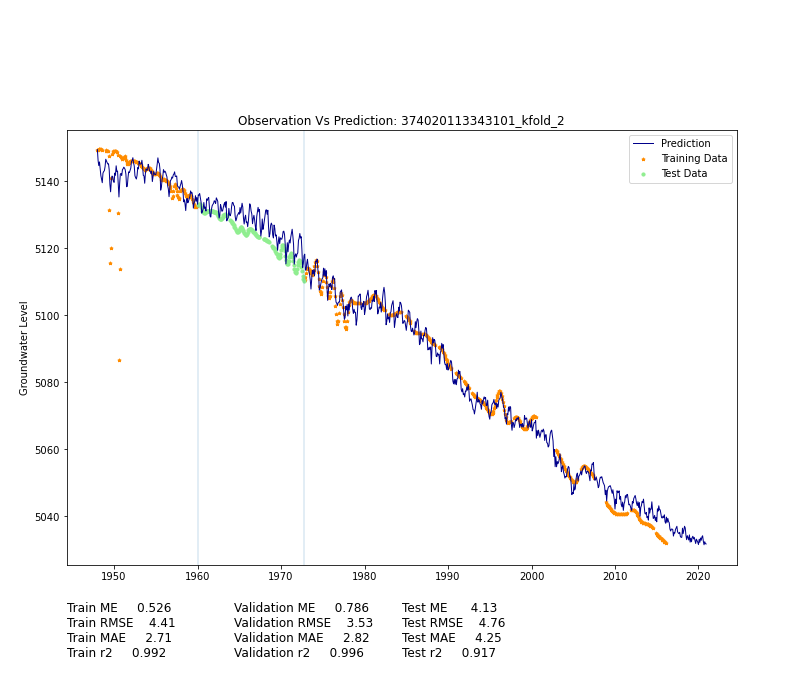 Observation Vs Prediction: 374020113343101_kfold_2
Prediction
Training Data
Test Data
Groundwater Level
5140
5120
5100
5080
5060
5040
1950
1960
1970
1980
1990
2000
2010
2020
Train ME 0.526 Validation ME 0.786 Test ME 4.13
Train RMSE 4.41 Validation RMSE 3.53 Test RMSE 4.76
Train MAE 2.71 Validation MAE 2.82 Test MAE 4.25
Train r2 0.992 Validation r2 0.996 Test r2 0.917